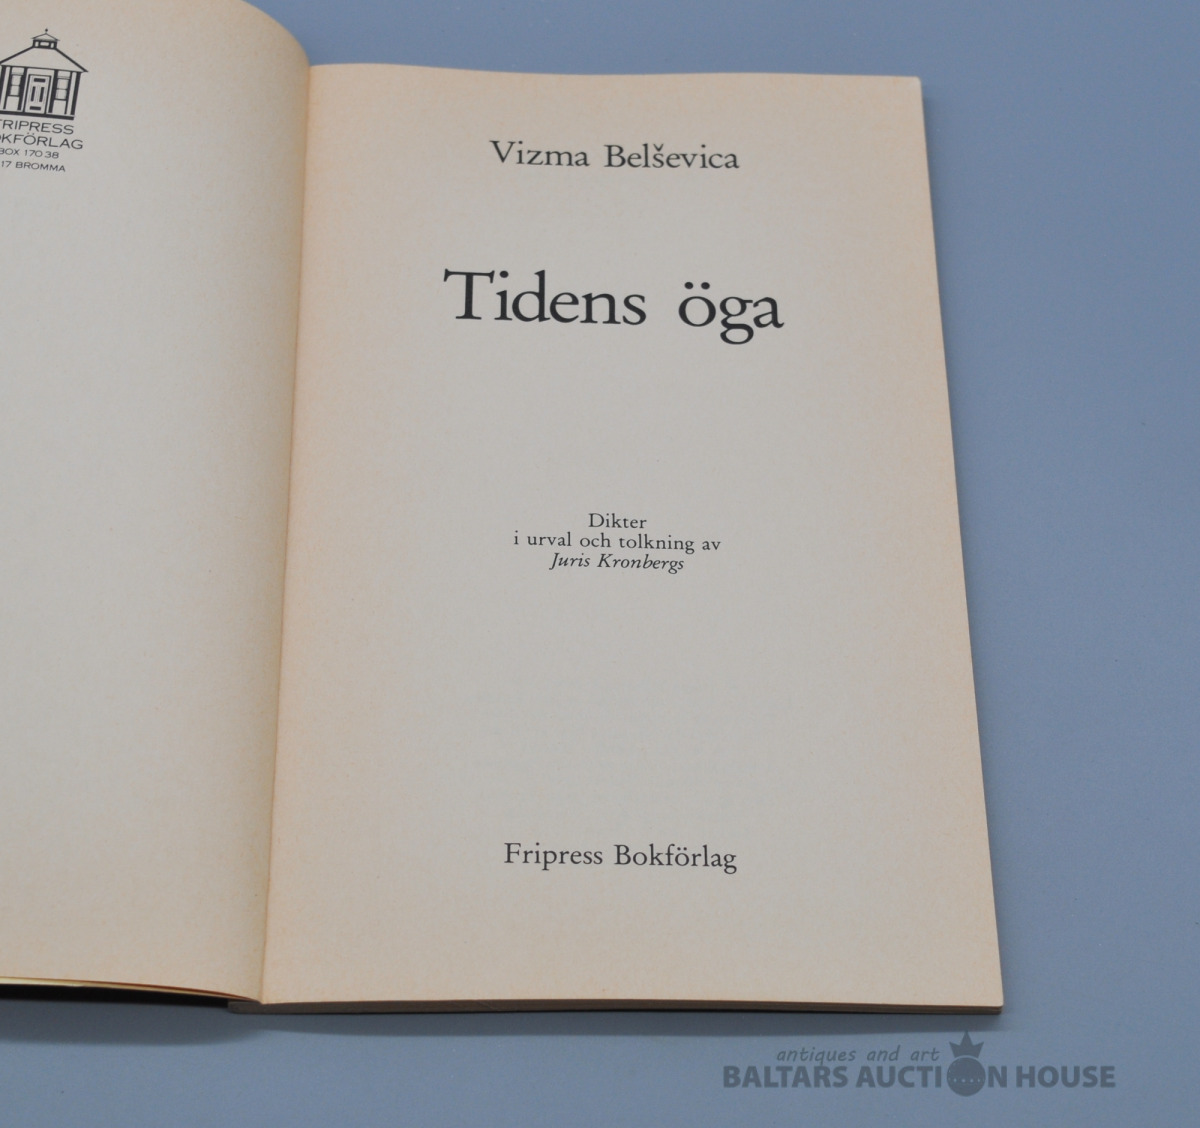 FRIPRESS
BOKFÖRLAG
BOX 170 38
17 BROMMA
Vizma Belševica
Tidens öga
Dikter
i urval och tolkning av
Juris Kronbergs
Fripress Bokförlag
antiques and art
BALTARS AUCTION HOUSE